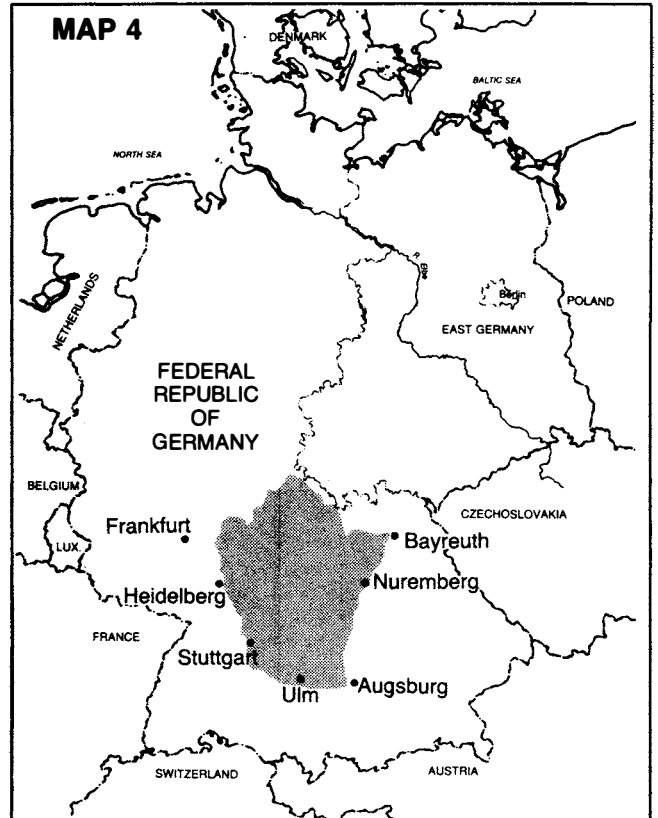 MAP 4
DENMARK
BALTIC SEA
NORTH SEA
NETHERLANDS
R. Elbe
Berlin
POLAND
EAST GERMANY
FEDERAL
REPUBLIC
OF
GERMANY
BELGIUM
CZECHOSLOVAKIA
Frankfurt
Bayreuth
LUX.
Heidelberg
Nuremberg
FRANCE
Stuttgart
Ulm
Augsburg
SWITZERLAND
AUSTRIA